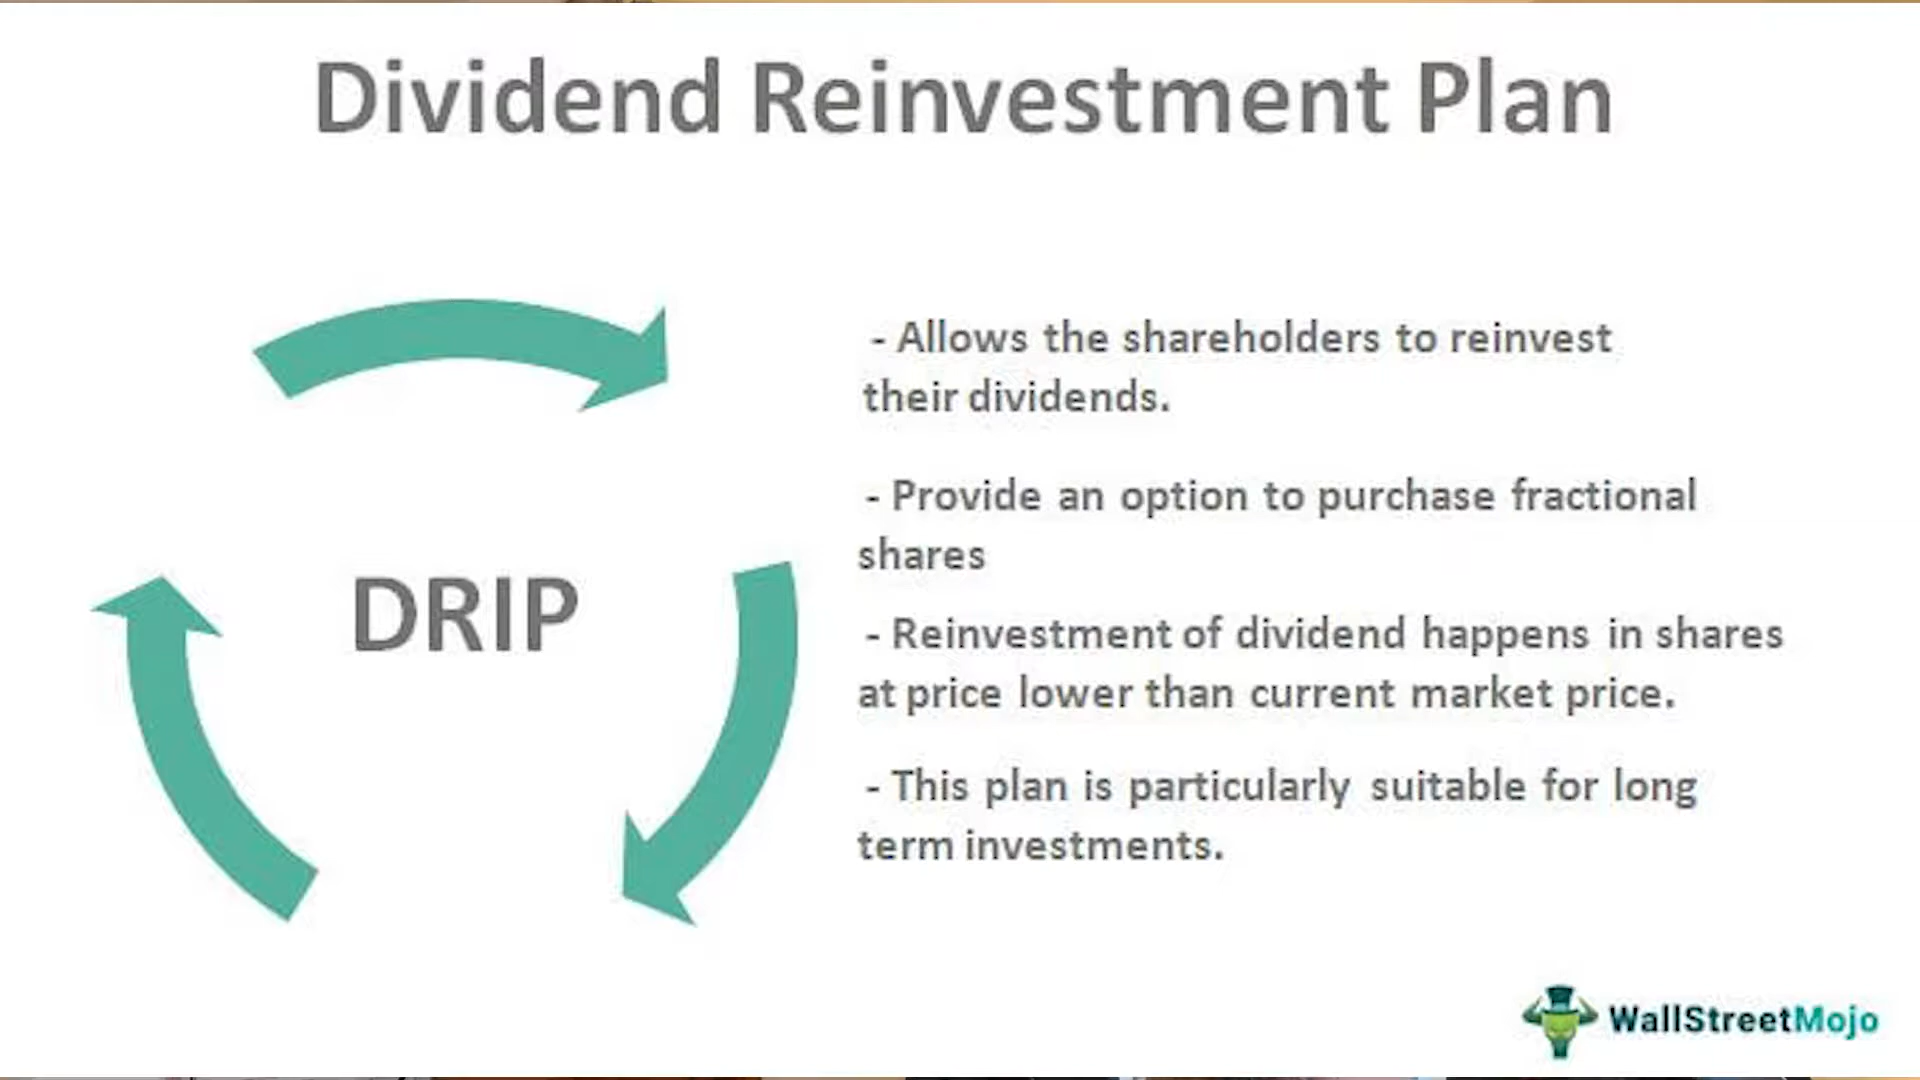 Dividend Reinvestment Plan
DRIP
- Allows the shareholders to reinvest
their dividends.
- Provide an option to purchase fractional
shares
- Reinvestment of dividend happens in shares
at price lower than current market price.
- This plan is particularly suitable for long
term investments.
WallStreetMojo